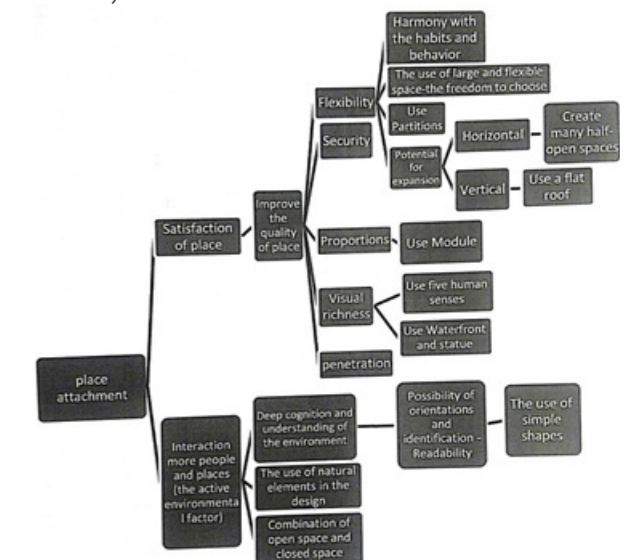 Harmony with
the habits and
behavior
The use of large and flexible
space-the freedom to choose
Flexibility
Use
Partitions
Security
Potential
for
expansion
Horizontal
Create
many half-
open spaces
Vertical
Use a flat
roof
Satisfaction
of place
Improve
the
quality
of place
Proportions
Use Module
Visual
richness
Use five human
senses
Use Waterfront
and statue
penetration
place
attachment
Interaction
more people
and places
(the active
environmenta
l factor)
Deep cognition and
understanding of
the environment
Possibility of
orientations
and
identification -
Readability
The use of
simple
shapes
The use of natural
elements in the
design
Combination of
open space and
closed space